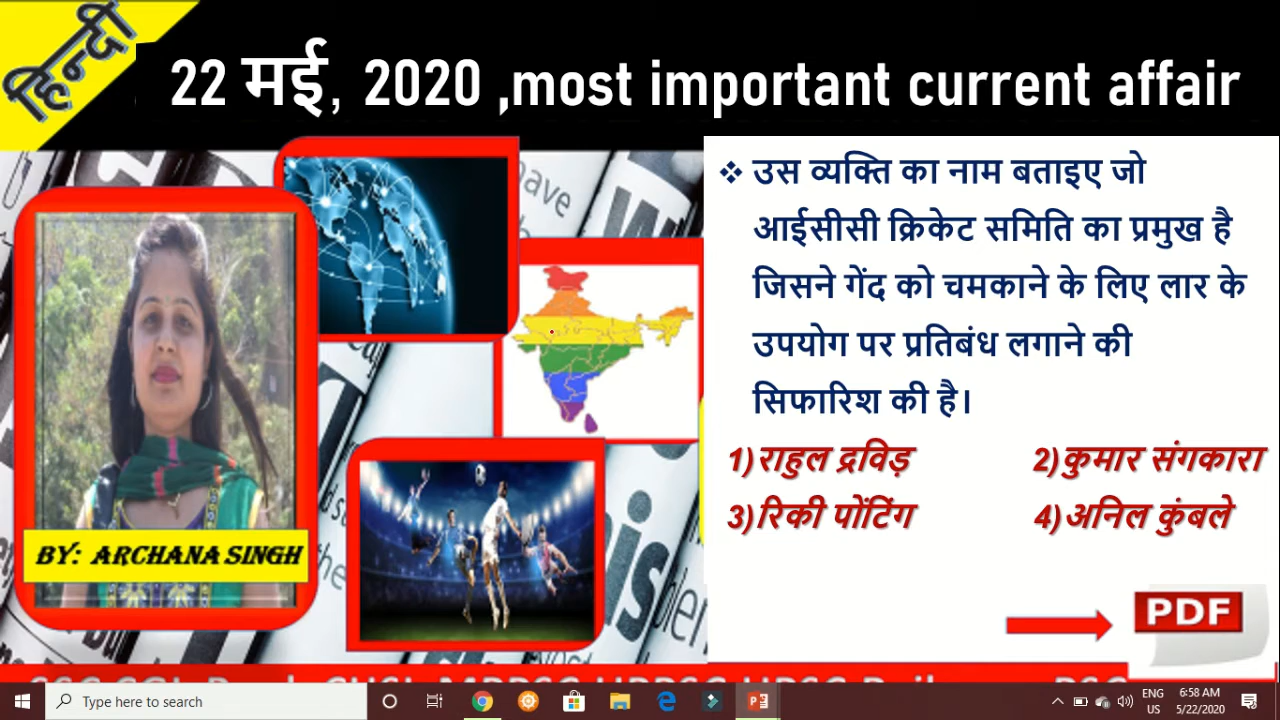 हिन्दी
22 मई, 2020 ,most important current affair
❖ उस व्यक्ति का नाम बताइए जो
आईसीसी क्रिकेट समिति का प्रमुख है
जिसने गेंद को चमकाने के लिए लार के
उपयोग पर प्रतिबंध लगाने की
सिफारिश की है।
1)राहुल द्रविड़ 2)कुमार संगकारा
3)रिकी पोंटिंग 4)अनिल कुंबले
BY: ARCHANA SINGH
PDF
have
the
Type here to search
ENG
US
6:58 AM
5/22/2020